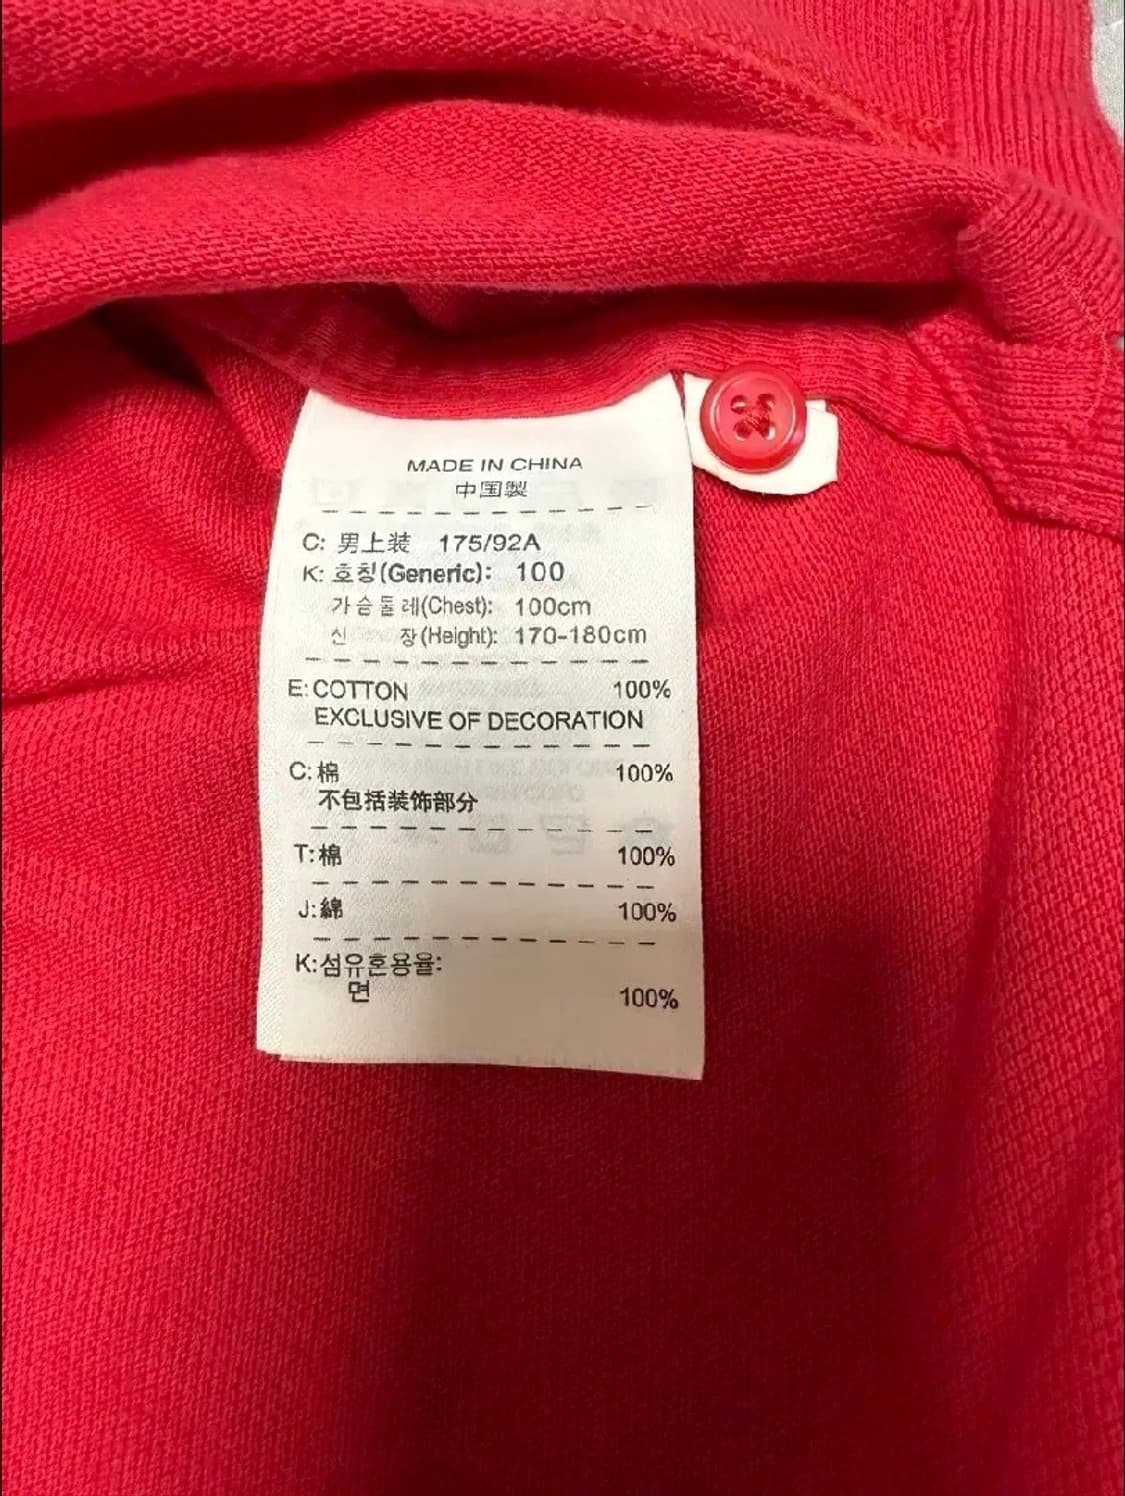 MADE IN CHINA
中国製
C: 男上装 175/92A
K: 호칭(Generic): 100
가슴둘레(Chest): 100cm
신 장(Height): 170-180cm
E: COTTON 100%
EXCLUSIVE OF DECORATION
C: 棉 100%
不包括装饰部分
T: 棉 100%
J: 綿 100%
K: 섬유혼용율:
면 100%